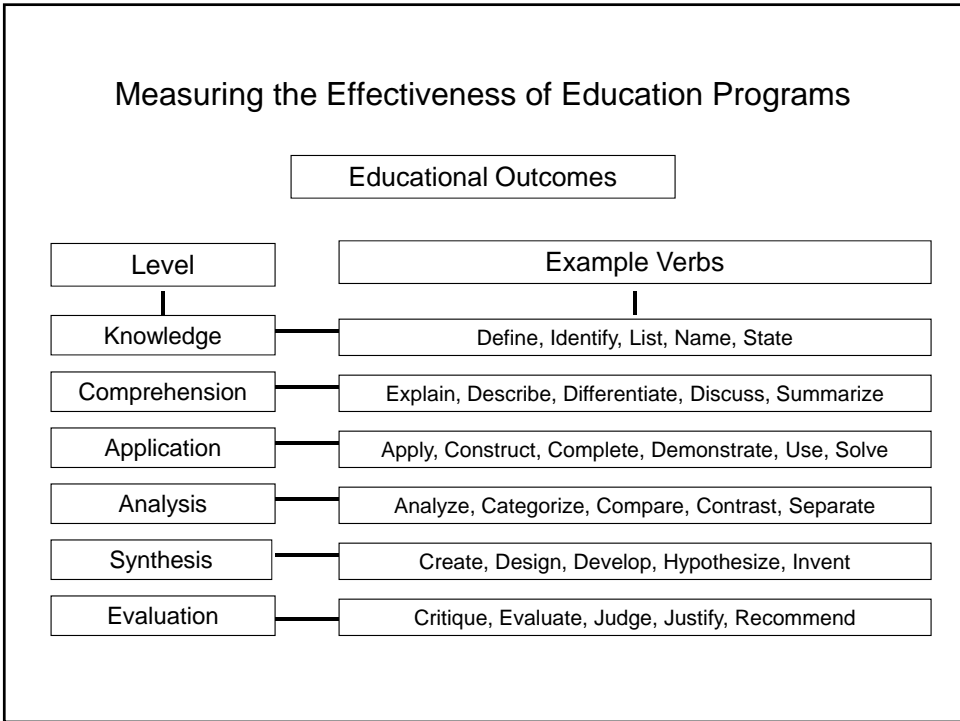 Measuring the Effectiveness of Education Programs
Educational Outcomes
Level
Example Verbs
Knowledge
Define, Identify, List, Name, State
Comprehension
Explain, Describe, Differentiate, Discuss, Summarize
Application
Apply, Construct, Complete, Demonstrate, Use, Solve
Analysis
Analyze, Categorize, Compare, Contrast, Separate
Synthesis
Create, Design, Develop, Hypothesize, Invent
Evaluation
Critique, Evaluate, Judge, Justify, Recommend